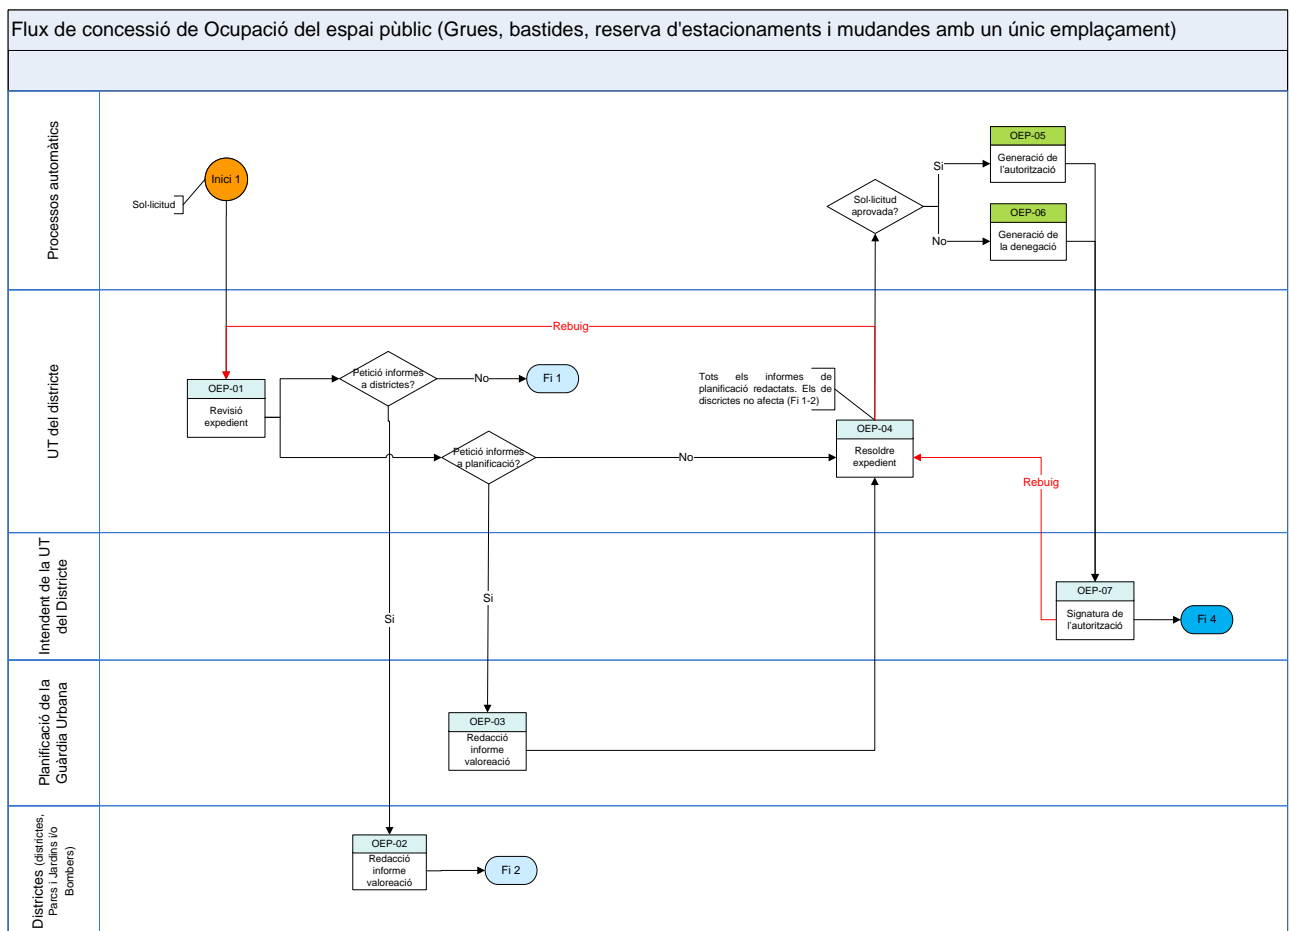 Flux de concessió de Ocupació del espai pùblic (Grues, bastides, reserva d'estacionaments i mudandes amb un únic emplaçament)
Processos automàtics
Inici 1
Sol·licitud
Sol·licitud
aprovada?
Si
No
OEP-05
Generació de
l'autorització
OEP-06
Generació de
la denegació
UT del districte
Rebuig
OEP-01
Revisió
expedient
Petició informes
a districtes?
No
Fi 1
Petició informes
a planificació?
No
Tots els informes de
planificació redactats. Els de
discrictes no afecta (Fi 1-2)
OEP-04
Resoldre
expedient
Rebuig
Intendent de la UT
del Districte
Si
Si
OEP-07
Signatura de
l'autorització
Fi 4
Planificació de la
Guàrdia Urbana
OEP-03
Redacció
informe
valoreació
Districtes (districtes,
Parcs i Jardins i/o
Bombers)
OEP-02
Redacció
informe
valoreació
Fi 2